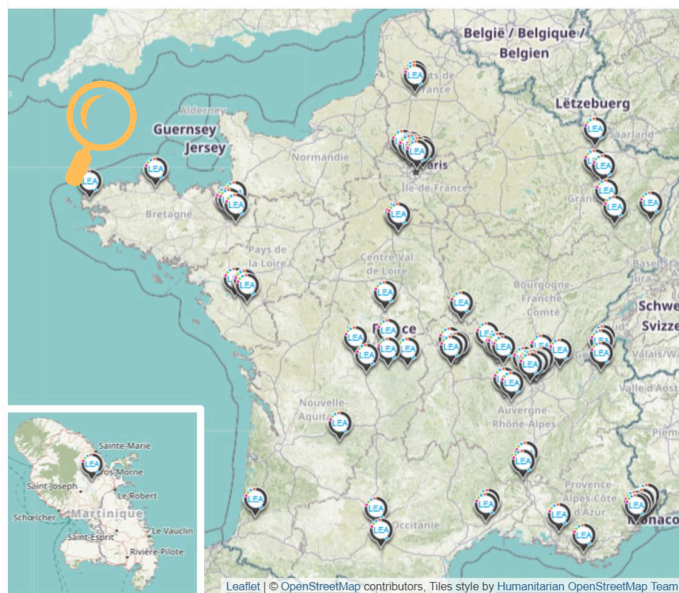 België / Belgique /
Belgien
Lëtzebuerg
Alderney
Guernsey
Jersey
Normandie
Île-de-France
Bretagne
Pays de
la Loire
Centre-Val
de Loire
Bourgogne-
Franche
Comté
Schwe
Svizze
France
Nouvelle-
Auvergne
Rhône-Alpes
Valle d'Aost
Provence-
Alpes-Côte
d'Azur
Occitanie
Monaco
LEA
Sainte-Marie
Gros-Morne
Saint-Joseph
Le Robert
Schœlcher
Martinique
Le Vauclin
Saint-Esprit
Rivière-Pilote
Leaflet | © OpenStreetMap contributors, Tiles style by Humanitarian OpenStreetMap Team